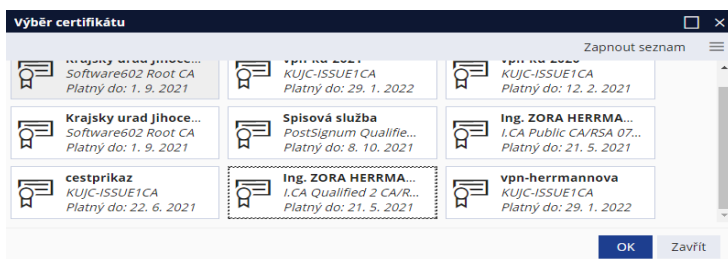 Výběr certifikátu
Zapnout seznam
Krajsky urad Jihoce...
Software602 Root CA
Platný do: 1. 9. 2021
KUJC-ISSUE1CA
Platný do: 29. 1. 2022
KUJC-ISSUE1CA
Platný do: 12. 2. 2021
Krajsky urad Jihoce...
Software602 Root CA
Platný do: 1. 9. 2021
Spisová služba
PostSignum Qualifie...
Platný do: 8. 10. 2021
Ing. ZORA HERRMA...
I.CA Public CA/RSA 07...
Platný do: 21. 5. 2021
cestprikaz
KUJC-ISSUE1CA
Platný do: 22. 6. 2021
Ing. ZORA HERRMA...
I.CA Qualified 2 CA/R...
Platný do: 21. 5. 2021
vpn-herrmannova
KUJC-ISSUE1CA
Platný do: 29. 1. 2022
OK
Zavřít